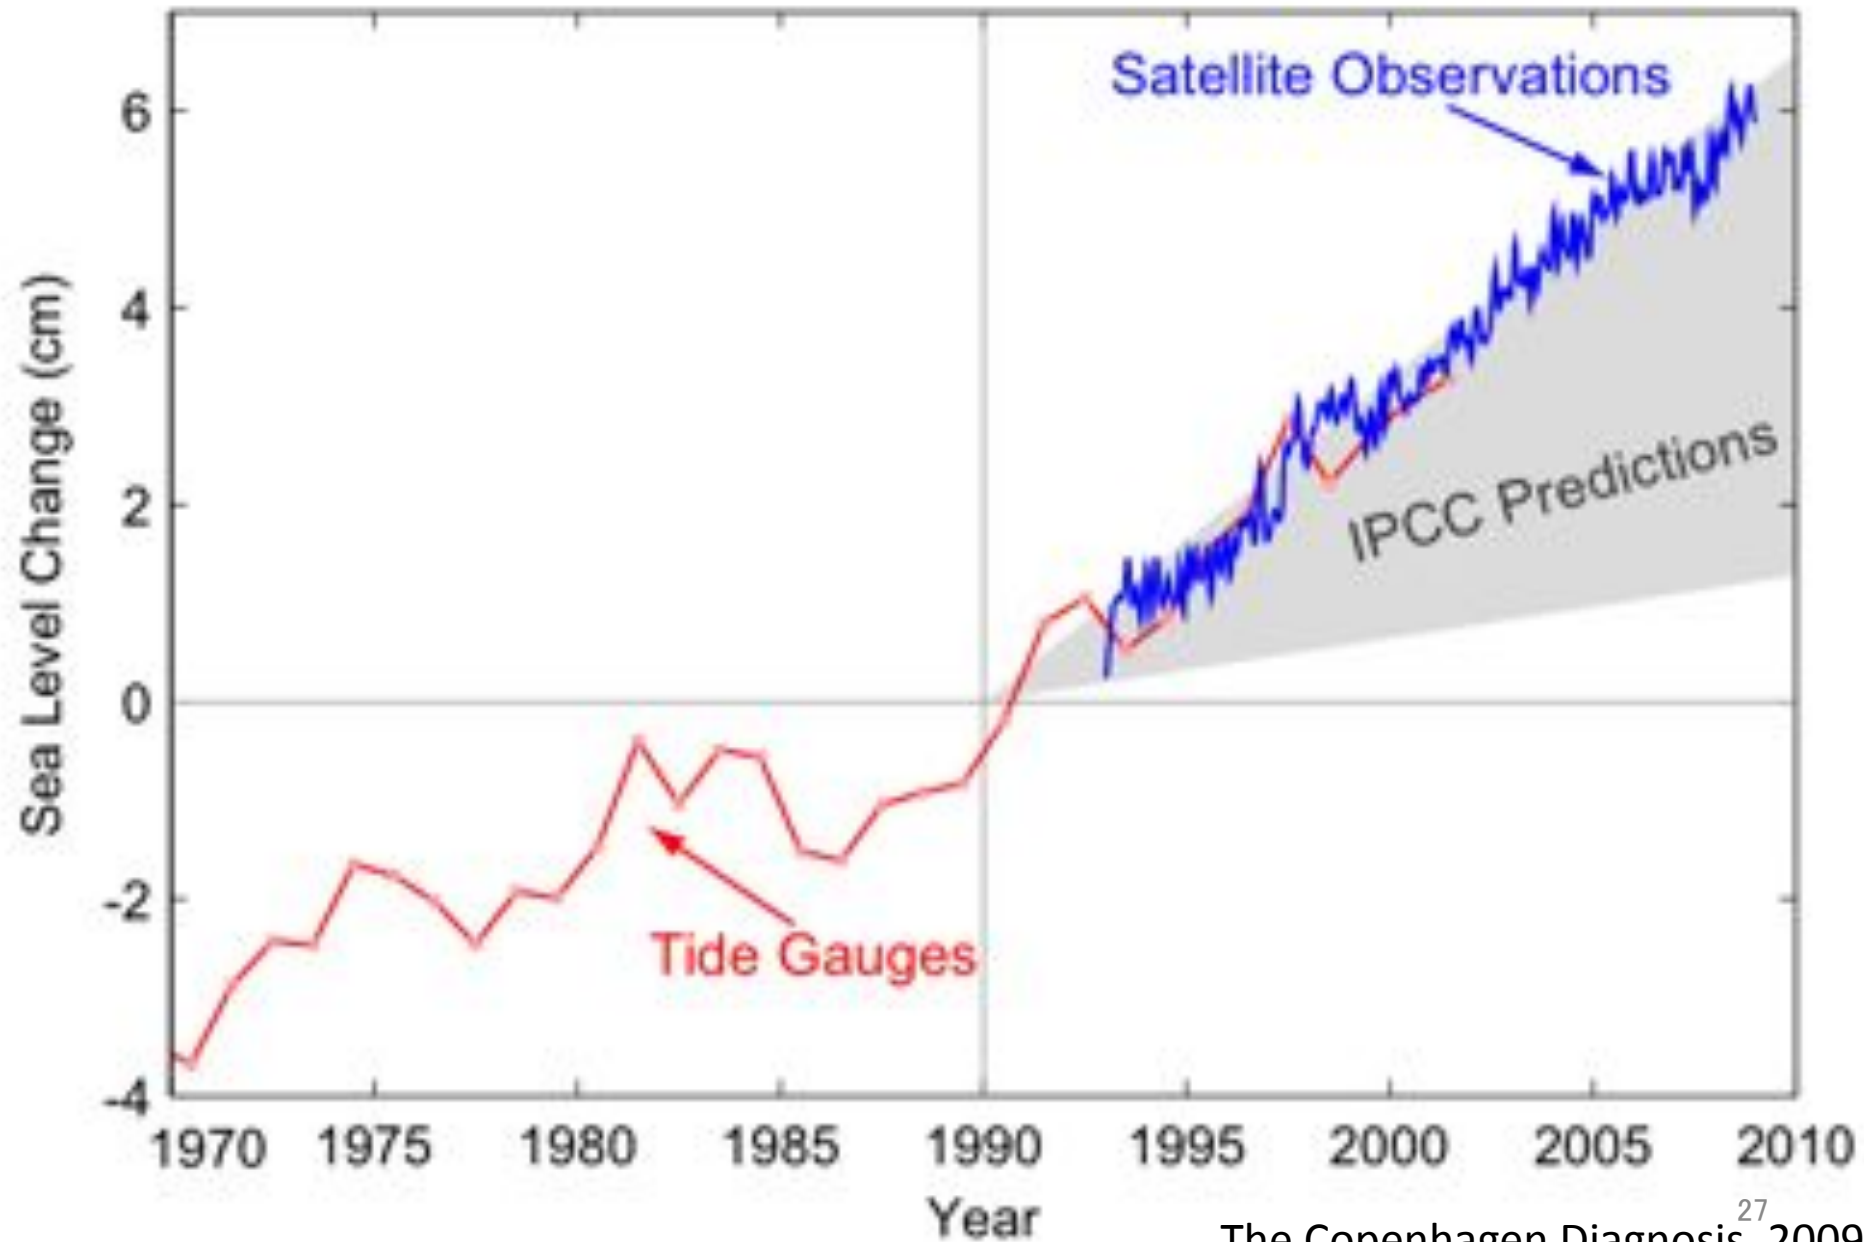 Satellite Observations
6
4
2
0
-2
-4
Sea Level Change (cm)
IPCC Predictions
Tide Gauges
1970 1975 1980 1985 1990 1995 2000 2005 2010
Year
27
The Copenhagen Diagnosis, 2009